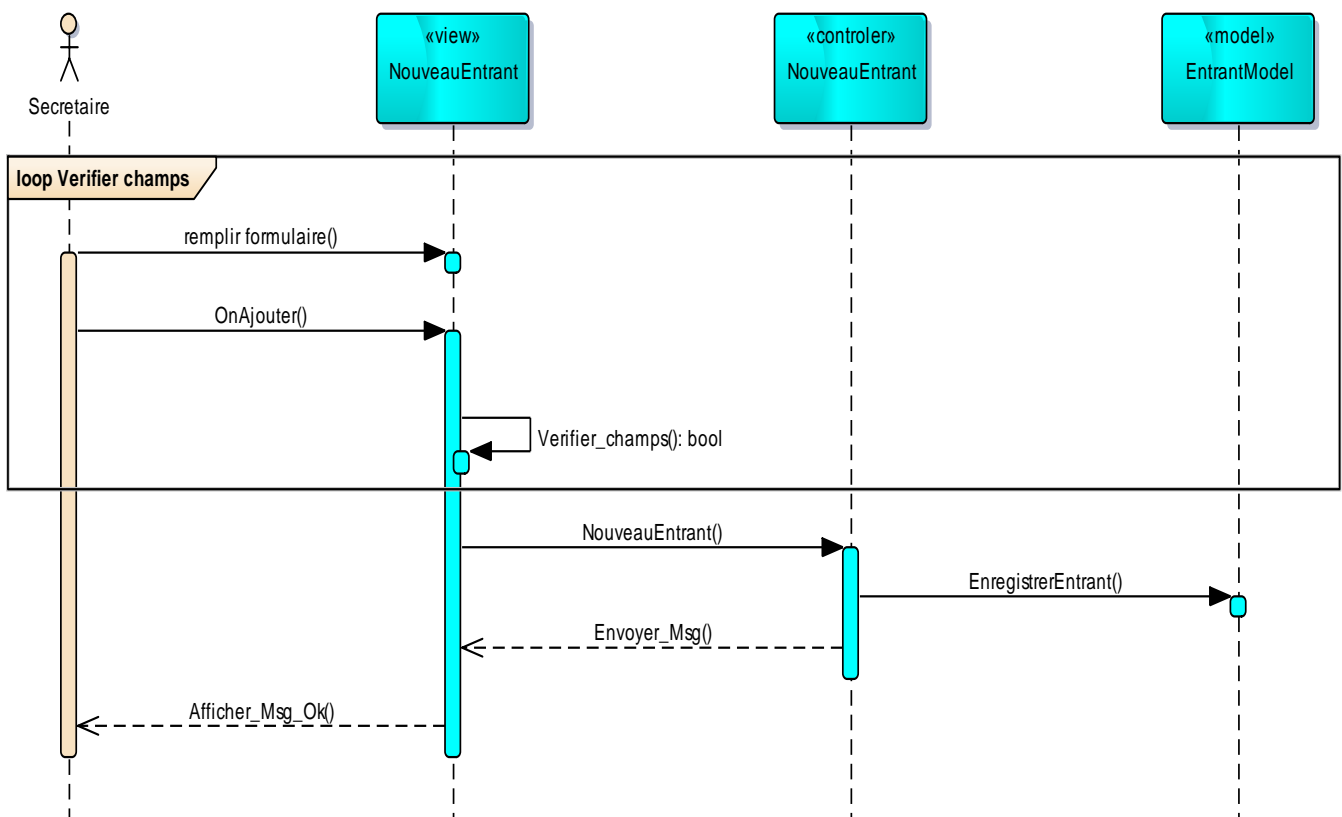 «view»
NouveauEntrant
«controler»
NouveauEntrant
«model»
EntrantModel
Secretaire
loop Verifier champs
remplir formulaire()
OnAjouter()
Verifier_champs(): bool
NouveauEntrant()
EnregistrerEntrant()
Envoyer_Msg()
Afficher_Msg_Ok()